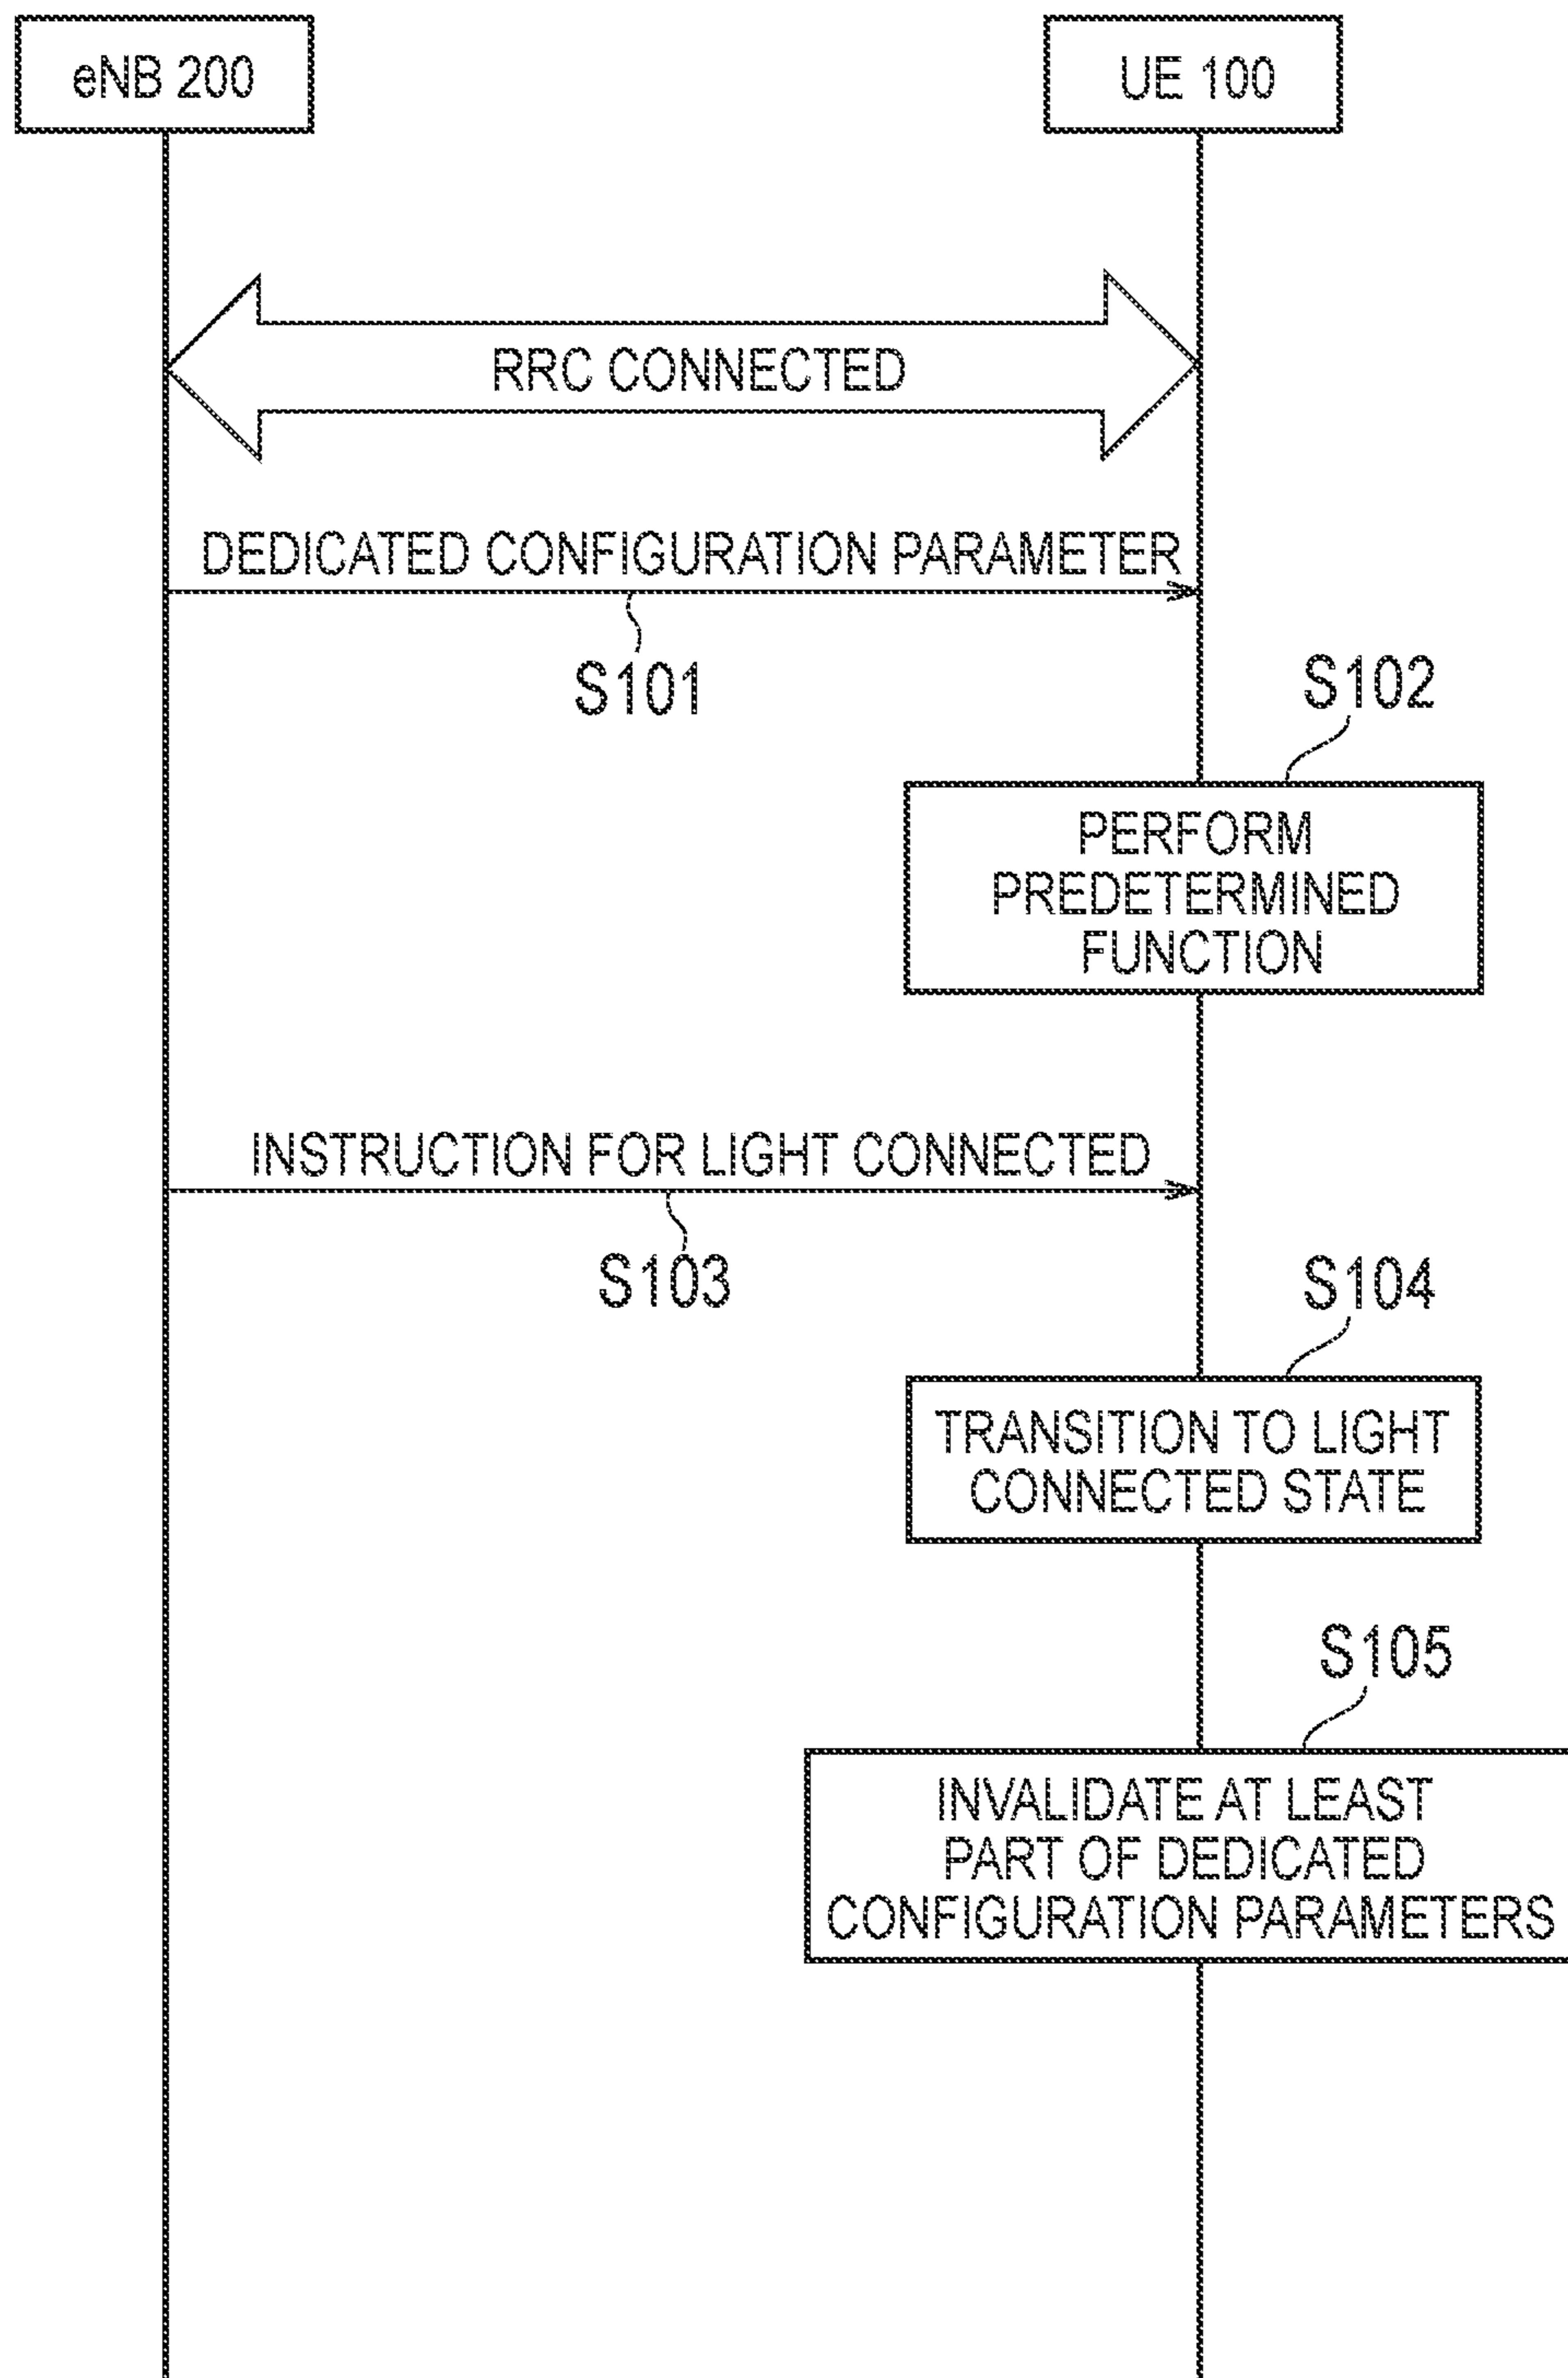 eNB 200
UE 100
RRC CONNECTED
DEDICATED CONFIGURATION PARAMETER
S101
S102
PERFORM
PREDETERMINED
FUNCTION
INSTRUCTION FOR LIGHT CONNECTED
S103
S104
TRANSITION TO LIGHT
CONNECTED STATE
S105
INVALIDATE AT LEAST
PART OF DEDICATED
CONFIGURATION PARAMETERS